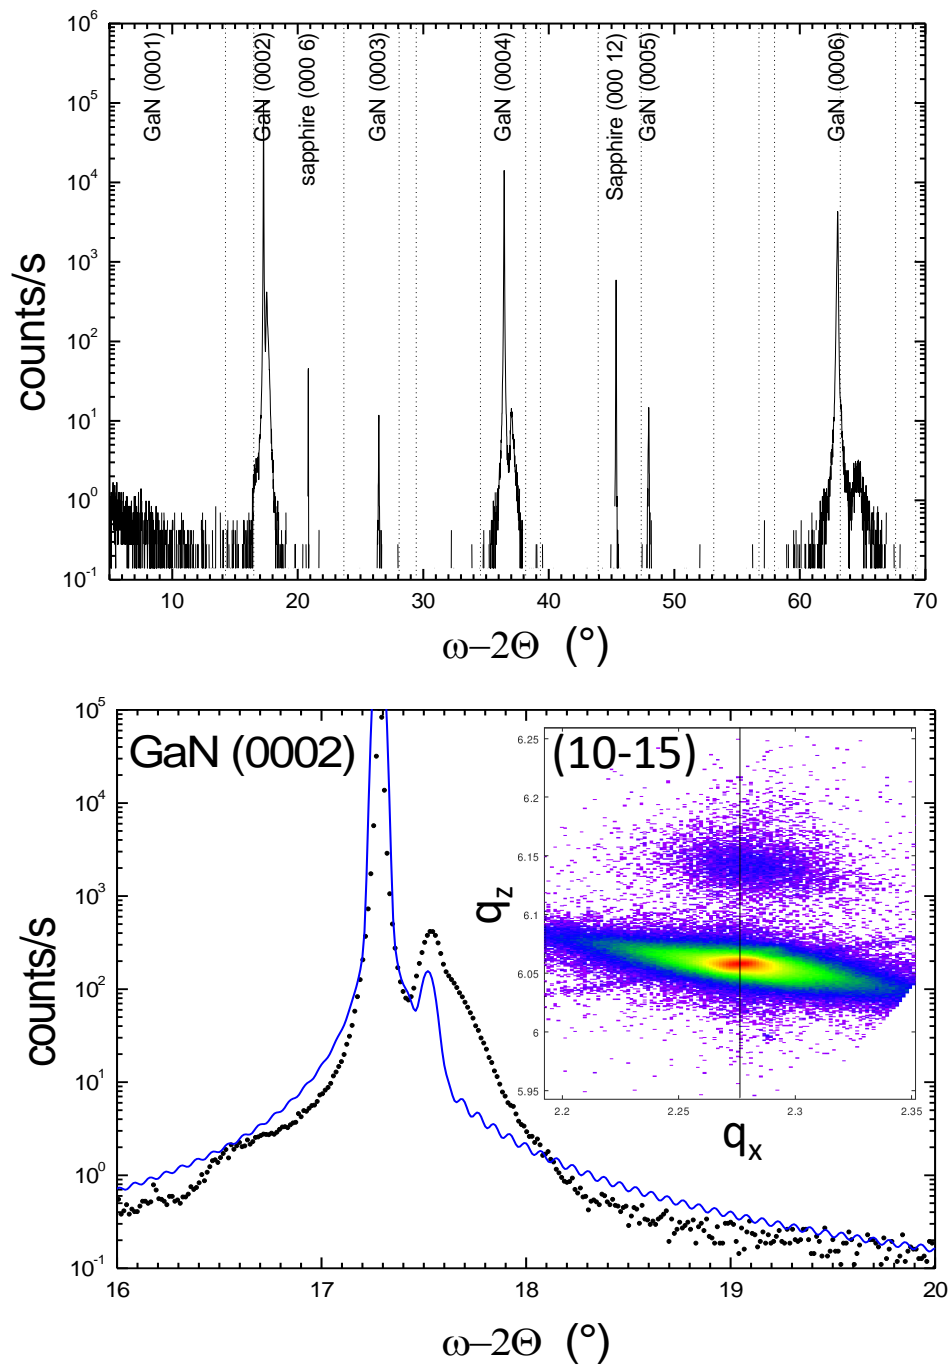 10^6
10^5
10^4
10^3
10^2
10^1
10^0
10^-1
counts/s
GaN (0001)
GaN (0002)
sapphire (000 6)
GaN (0003)
GaN (0004)
Sapphire (000 12)
GaN (0005)
GaN (0006)
10 20 30 40 50 60 70
ω−2Θ (°)
10^5
10^4
10^3
10^2
10^1
10^0
10^-1
counts/s
GaN (0002)
(10-15)
6.25
6.2
6.15
6.1
6.05
6
5.95
q_z
2.2 2.25 2.3 2.35
q_x
16 17 18 19 20
ω−2Θ (°)